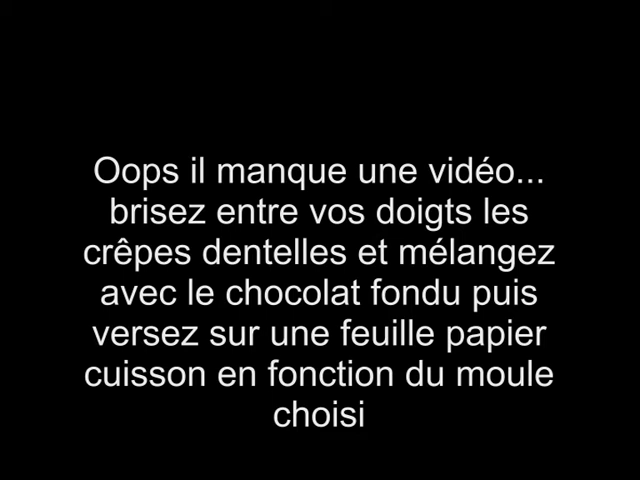 Oops il manque une vidéo...
brisez entre vos doigts les
crêpes dentelles et mélangez
avec le chocolat fondu puis
versez sur une feuille papier
cuisson en fonction du moule
choisi